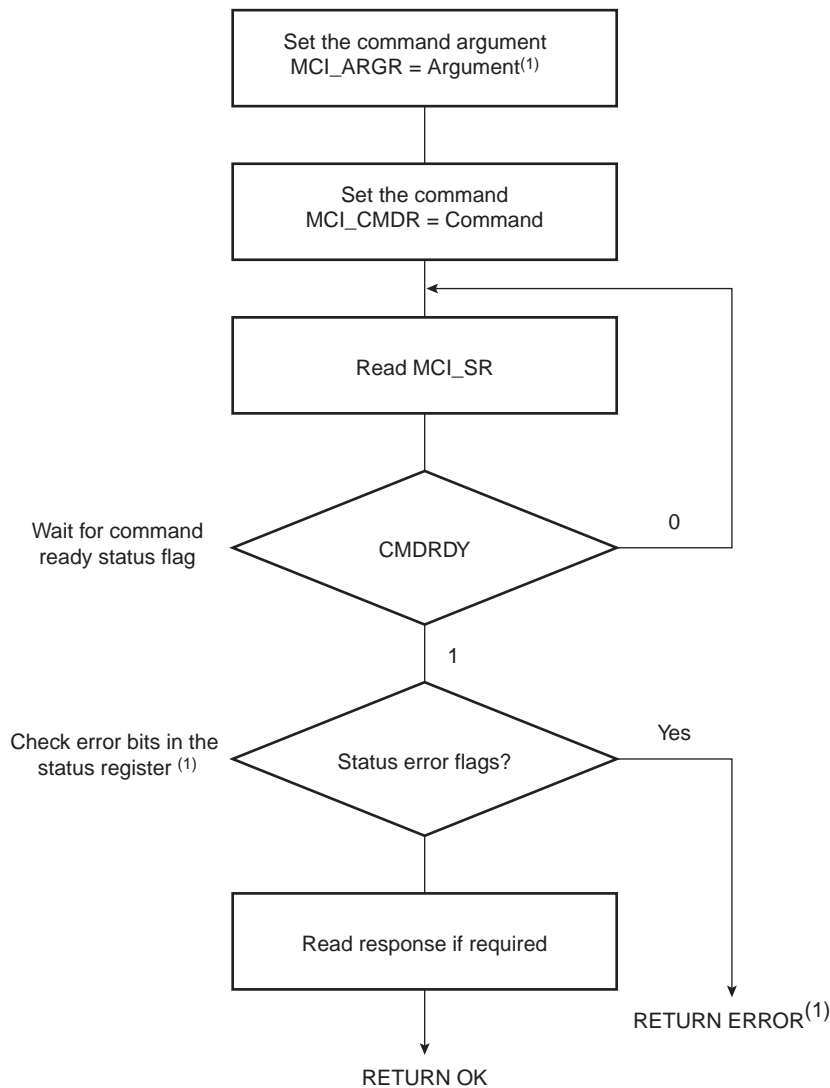 Set the command argument
MCI_ARGR = Argument(1)
Set the command
MCI_CMDR = Command
Read MCI_SR
Wait for command
ready status flag
CMDRDY
0
1
Check error bits in the
status register (1)
Status error flags?
Yes
Read response if required
RETURN ERROR(1)
RETURN OK